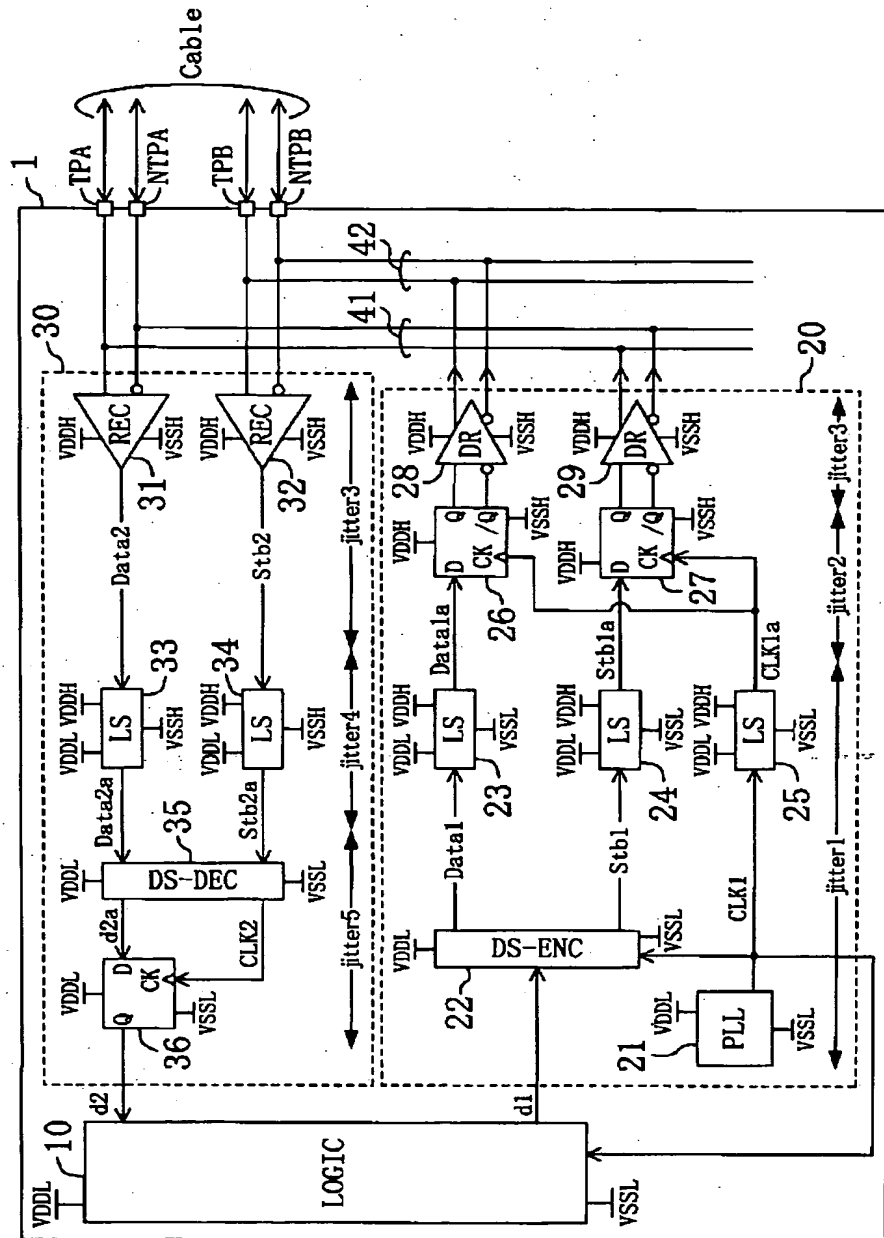 1
Cable
TPA
NTPA
TPB
NTPB
42
41
30
VDDH
REC
VSSH
31
VDDH
REC
VSSH
32
jitter3
Data2
Stb2
VDDL
VDDH
LS
VSSH
33
VDDL
VDDH
LS
VSSH
34
jitter4
Data2a
Stb2a
VDDL
DS-DEC
VSSL
35
d2a
CLK2
jitter5
VDDL
D
CK
Q
VSSL
36
d2
20
VDDH
DR
VSSH
28
VDDH
DR
VSSH
29
jitter3
VDDH
Q
/Q
D
CK
VSSH
26
VDDH
Q
/Q
D
CK
VSSH
27
jitter2
Data1a
Stb1a
CLK1a
VDDL
VDDH
LS
VSSL
23
VDDL
VDDH
LS
VSSL
24
VDDL
VDDH
LS
VSSL
25
jitter1
Data1
Stb1
CLK1
VDDL
DS-ENC
VSSL
22
VDDL
PLL
VSSL
21
d1
10
VDDL
LOGIC
VSSL